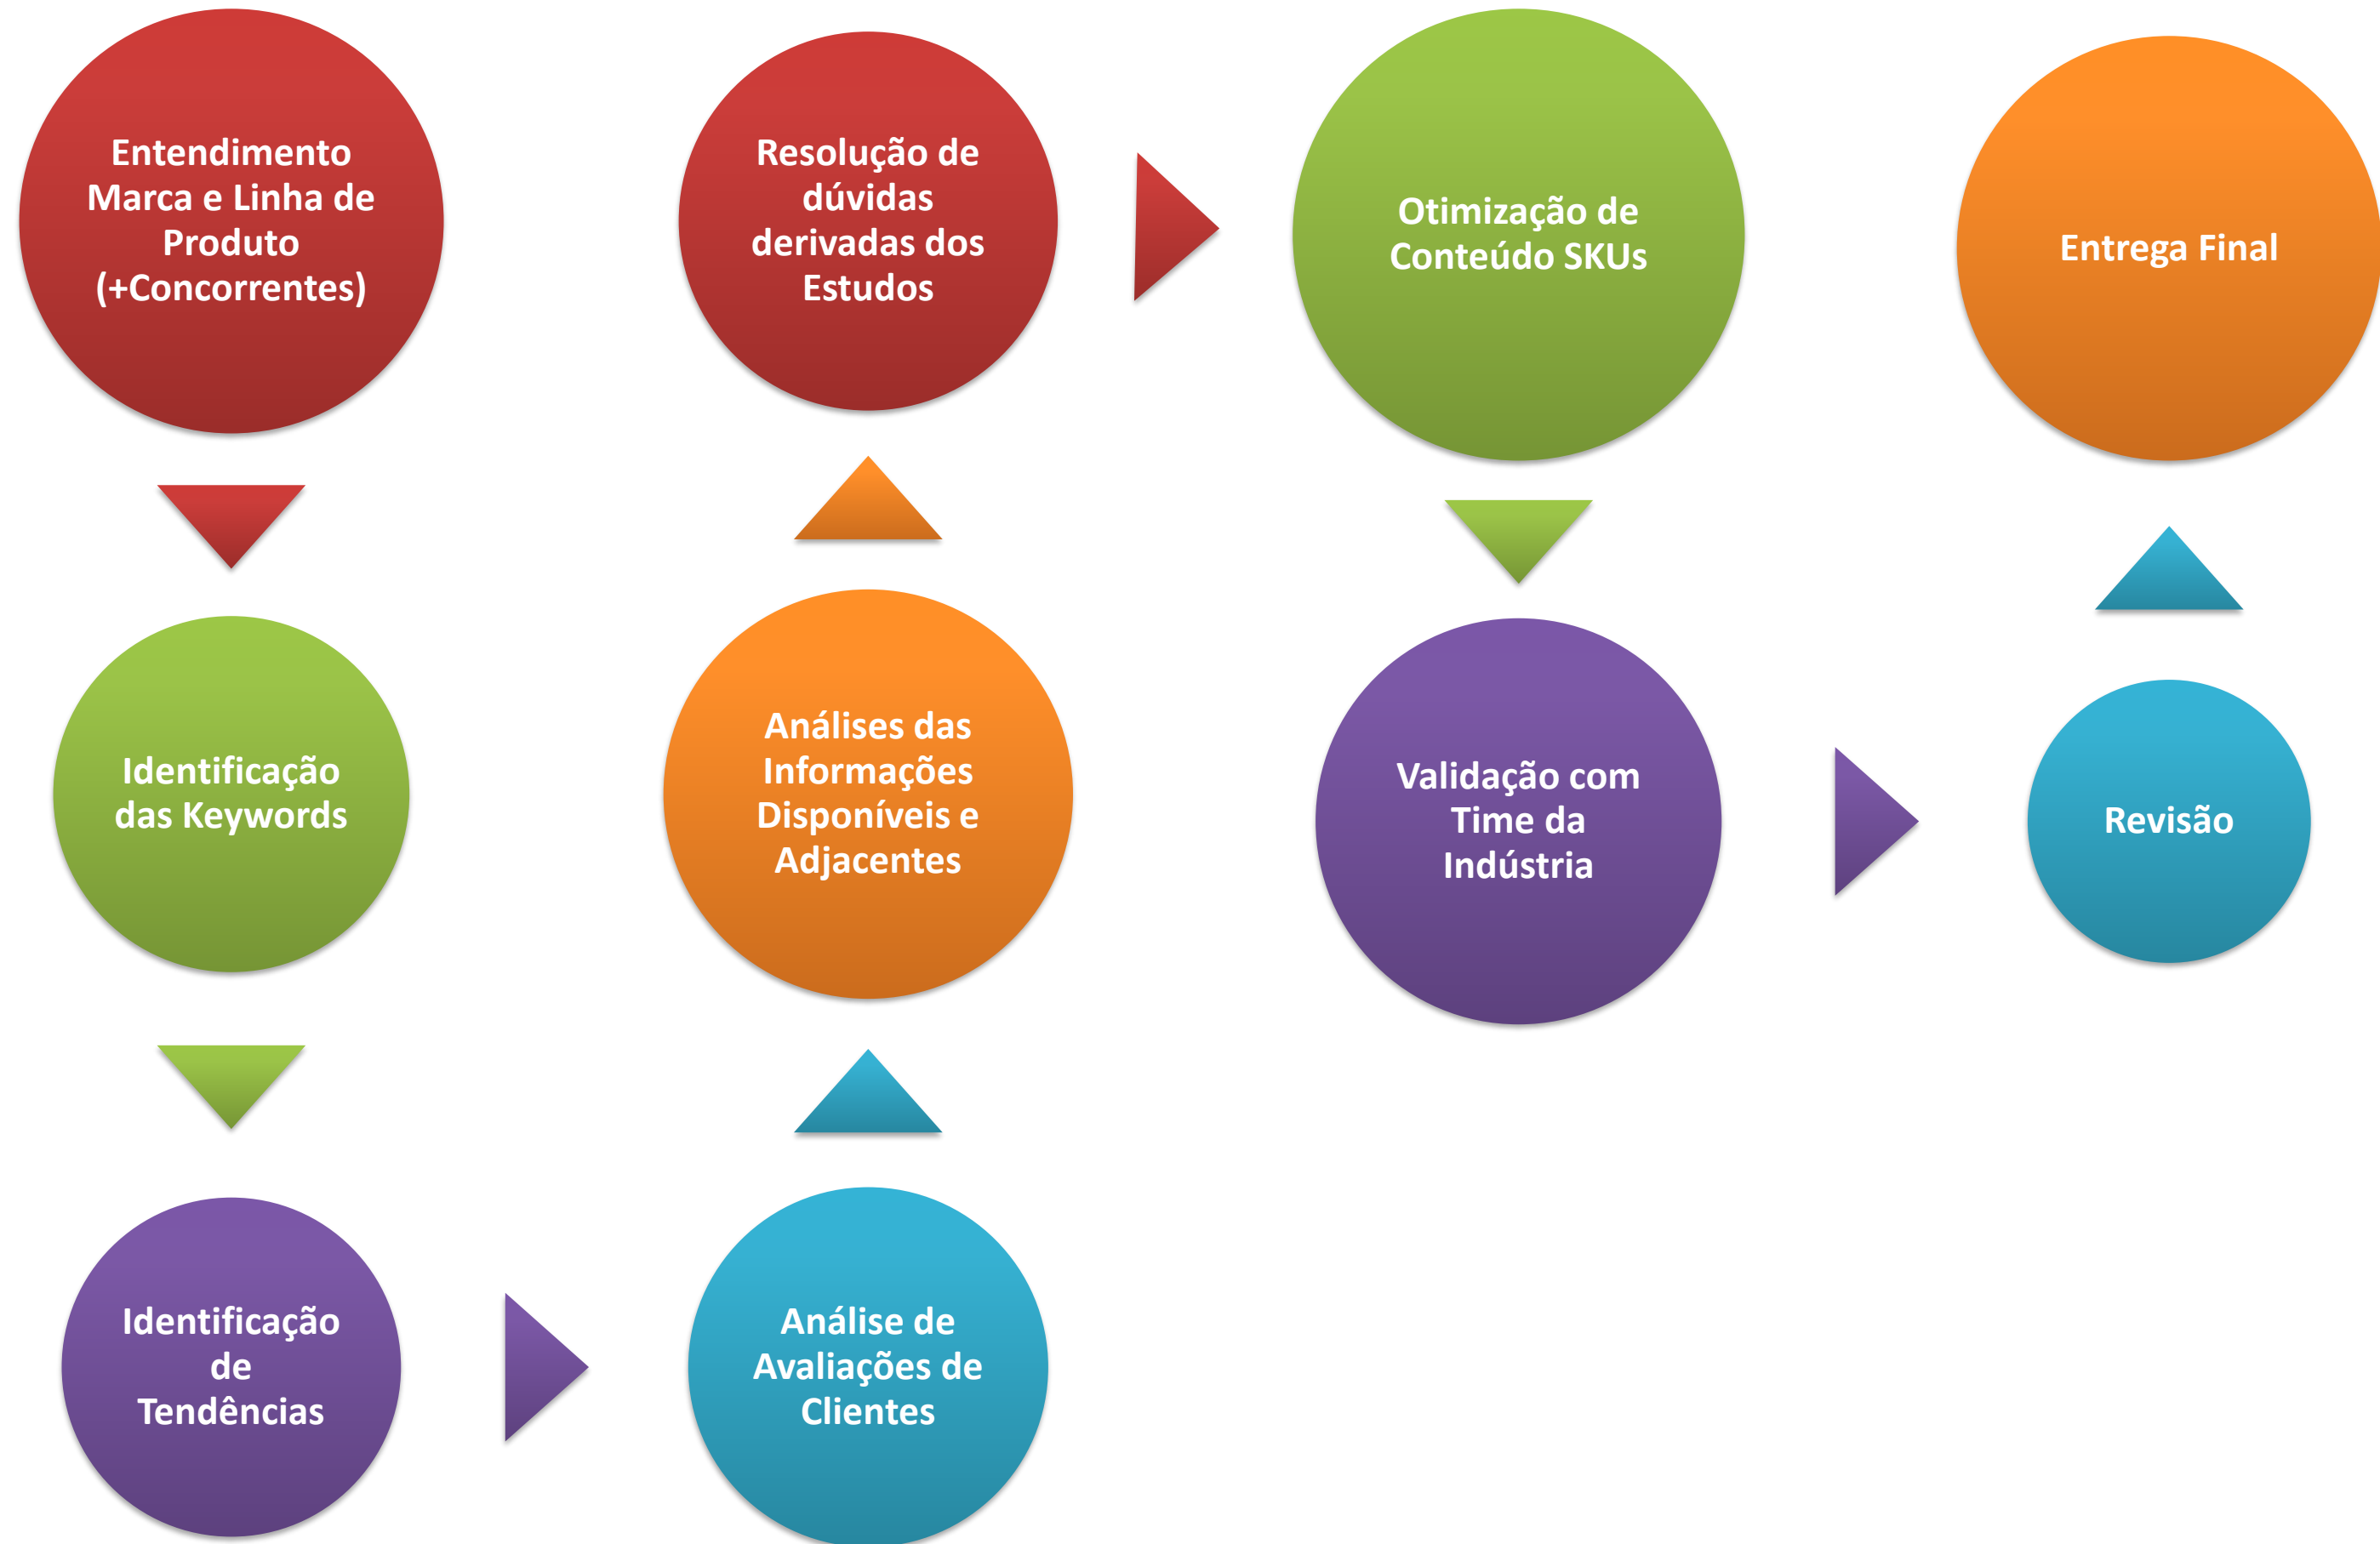 Entendimento
Marca e Linha de
Produto
(+Concorrentes)
Identificação
das Keywords
Identificação
de
Tendências
Análise de
Avaliações de
Clientes
Análises das
Informações
Disponíveis e
Adjacentes
Resolução de
dúvidas
derivadas dos
Estudos
Otimização de
Conteúdo SKUs
Validação com
Time da
Indústria
Revisão
Entrega Final